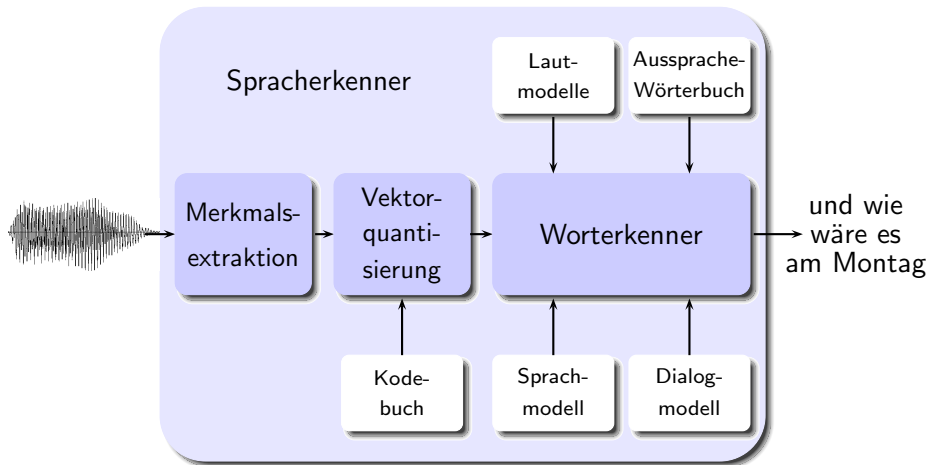 Spracherkenner
Laut-
modelle
Aussprache-
Wörterbuch
Merkmals-
extraktion
Vektor-
quanti-
sierung
Worterkenner
und wie
wäre es
am Montag
Kode-
buch
Sprach-
modell
Dialog-
modell